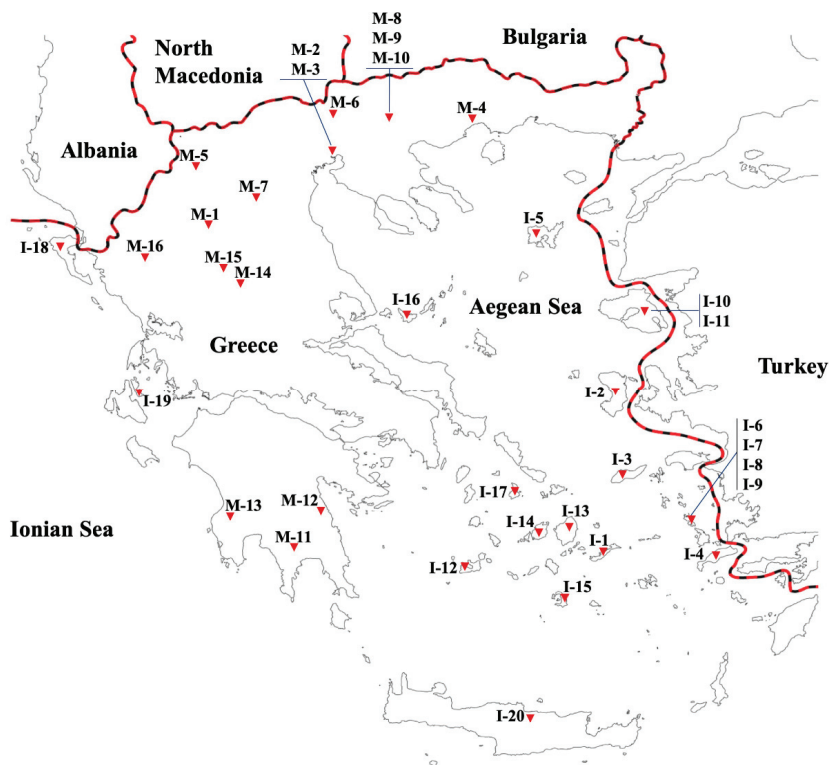 North
Macedonia
M-2
M-3
M-8
M-9
M-10
Bulgaria
M-6
M-4
Albania
M-5
M-7
M-1
I-5
I-18
M-16
M-15
M-14
I-16
Aegean Sea
I-10
I-11
Greece
Turkey
I-19
I-2
I-6
I-7
I-8
I-9
I-3
I-17
M-13
M-12
I-13
I-14
Ionian Sea
M-11
I-1
I-4
I-12
I-15
I-20